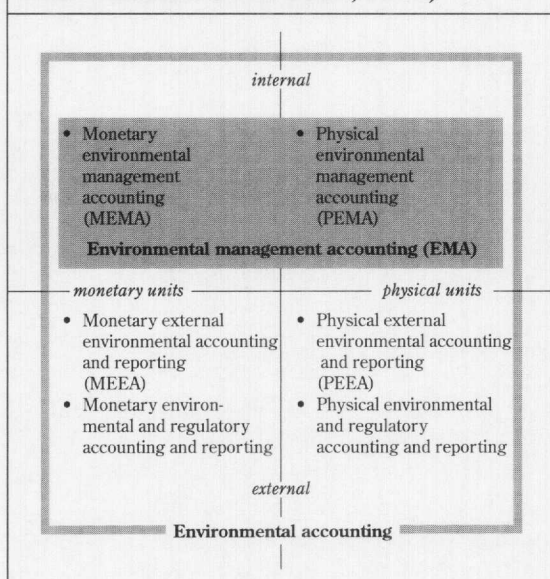 internal
• Monetary
environmental
management
accounting
(MEMA)
• Physical
environmental
management
accounting
(PEMA)
Environmental management accounting (EMA)
monetary units
physical units
• Monetary external
environmental accounting
and reporting
(MEEA)
• Monetary environ-
mental and regulatory
accounting and reporting
• Physical external
environmental accounting
and reporting
(PEEA)
• Physical environmental
and regulatory
accounting and reporting
external
Environmental accounting